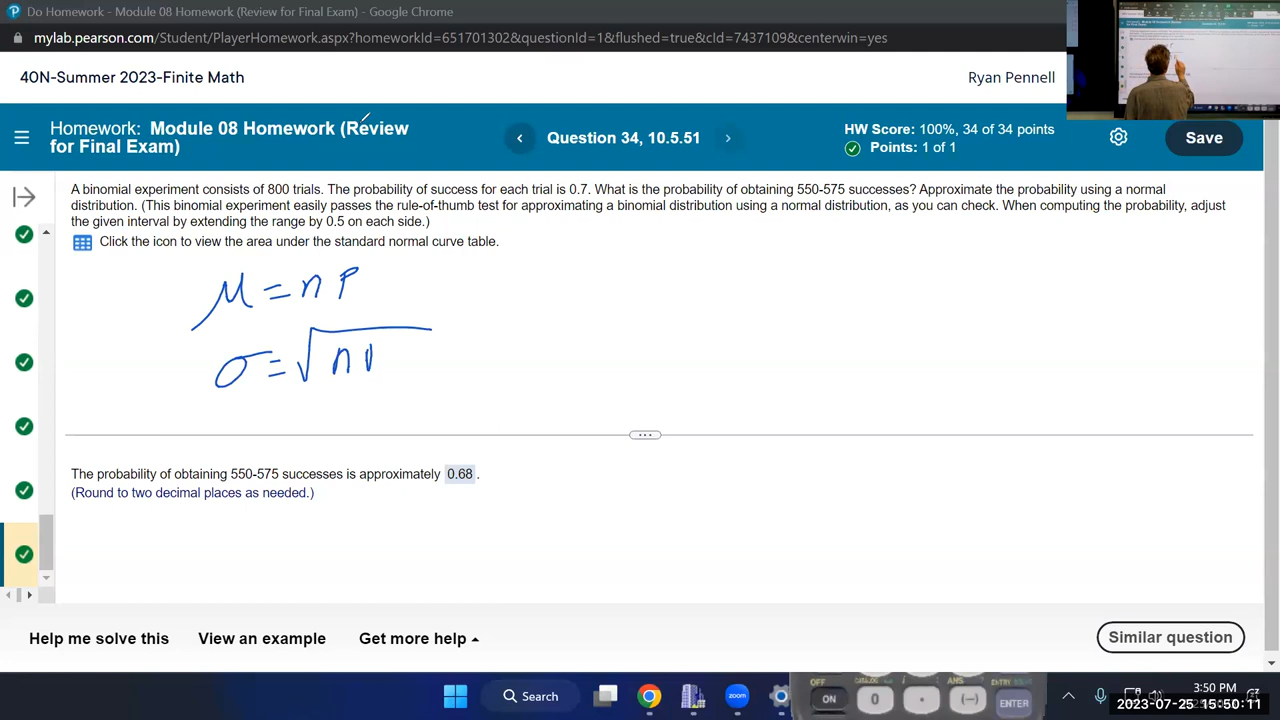 Do Homework - Module 08 Homework (Review for Final Exam) - Google Chrome
mylab.pearson.com/Student/PlayerHomework.aspx?homeworkId=
40N-Summer 2023-Finite Math
Ryan Pennell
Homework: Module 08 Homework (Review for Final Exam)
Question 34, 10.5.51
HW Score: 100%, 34 of 34 points
Points: 1 of 1
Save
A binomial experiment consists of 800 trials. The probability of success for each trial is 0.7. What is the probability of obtaining 550-575 successes? Approximate the probability using a normal
distribution. (This binomial experiment easily passes the rule-of-thumb test for approximating a binomial distribution using a normal distribution, as you can check. When computing the probability, adjust
the given interval by extending the range by 0.5 on each side.)
Click the icon to view the area under the standard normal curve table.
μ = n p
σ = √n
The probability of obtaining 550-575 successes is approximately 0.68.
(Round to two decimal places as needed.)
Help me solve this
View an example
Get more help
Similar question
Search
zoom
OFF
ON
0
.
(-)
ANS
ENTER
3:50 PM
2023-07-25 15:50:11